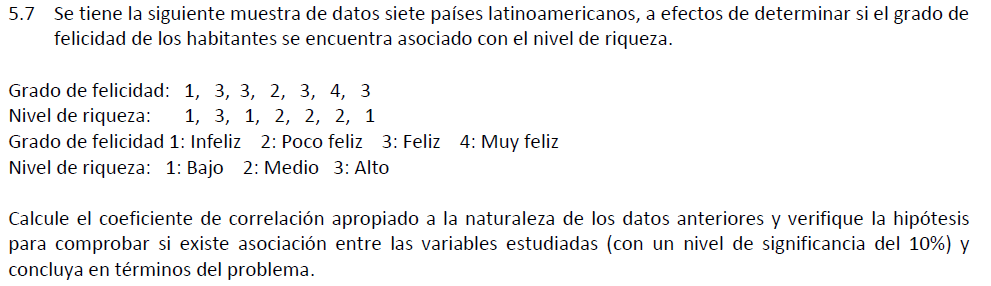 5.7 Se tiene la siguiente muestra de datos siete países latinoamericanos, a efectos de determinar si el grado de
felicidad de los habitantes se encuentra asociado con el nivel de riqueza.
Grado de felicidad: 1, 3, 3, 2, 3, 4, 3
Nivel de riqueza: 1, 3, 1, 2, 2, 2, 1
Grado de felicidad 1: Infeliz 2: Poco feliz 3: Feliz 4: Muy feliz
Nivel de riqueza: 1: Bajo 2: Medio 3: Alto
Calcule el coeficiente de correlación apropiado a la naturaleza de los datos anteriores y verifique la hipótesis
para comprobar si existe asociación entre las variables estudiadas (con un nivel de significancia del 10%) y
concluya en términos del problema.